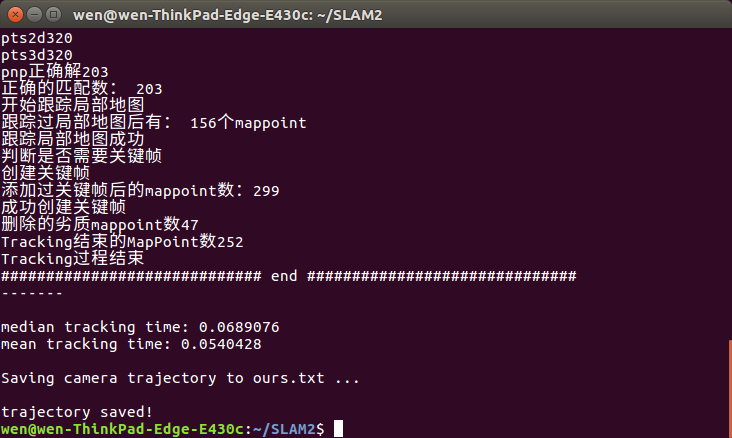 wen@wen-ThinkPad-Edge-E430c: ~/SLAM2
pts2d320
pts3d320
pnp正确解203
正确的匹配数： 203
开始跟踪局部地图
跟踪过局部地图后有： 156个mappoint
跟踪局部地图成功
判断是否需要关键帧
创建关键帧
添加过关键帧后的mappoint数：299
成功创建关键帧
删除的劣质mappoint数47
Tracking结束的MapPoint数252
Tracking过程结束
############################# end ##############################
-------
median tracking time: 0.0689076
mean tracking time: 0.0540428
Saving camera trajectory to ours.txt ...
trajectory saved!
wen@wen-ThinkPad-Edge-E430c:~/SLAM2$